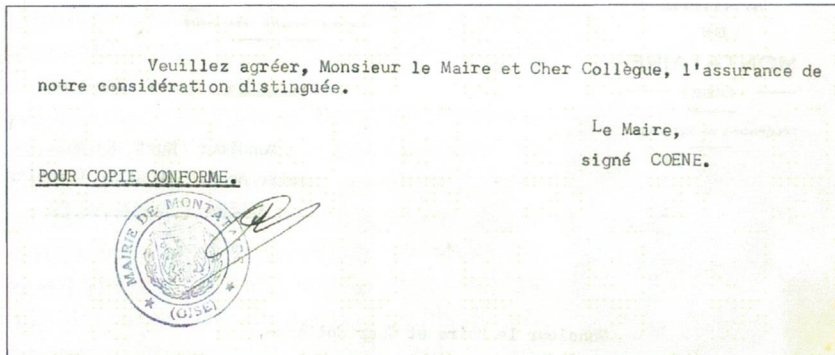 Veuillez agréer, Monsieur le Maire et Cher Collègue, l'assurance de
notre considération distinguée.
Le Maire,
signé COENE.
POUR COPIE CONFORME.
MAIRIE DE
(OISE)